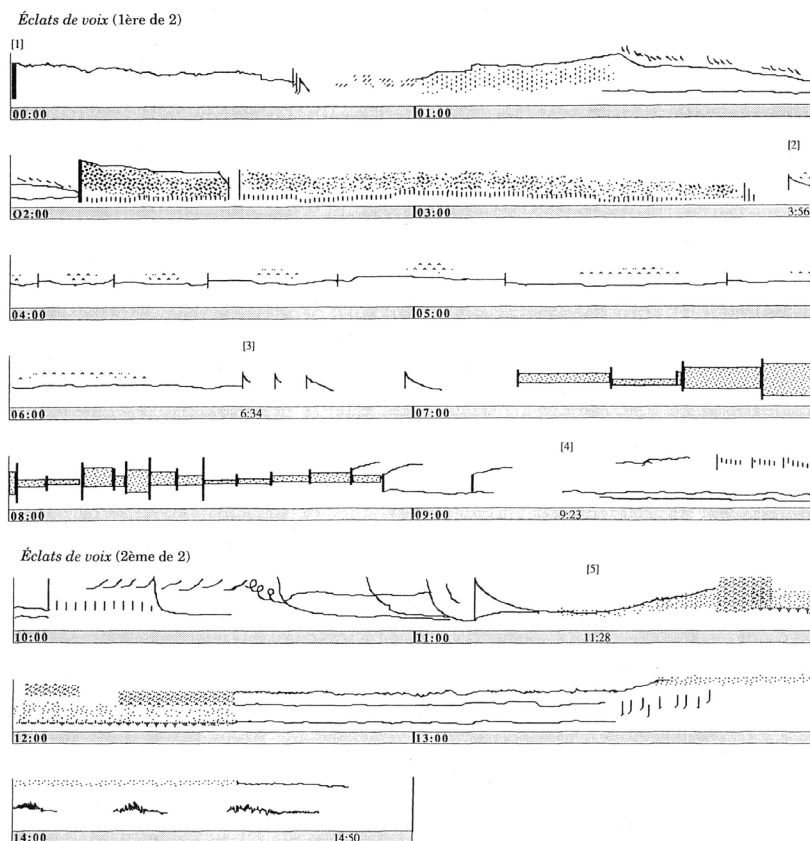 Éclats de voix (1ère de 2)
[1]
00:00 01:00
[2]
O2:00 03:00 3:56
04:00 05:00
[3]
06:00 6:34 07:00
[4]
08:00 09:00 9:23
Éclats de voix (2ème de 2)
[5]
10:00 11:00 11:28
12:00 13:00
14:00 14:50